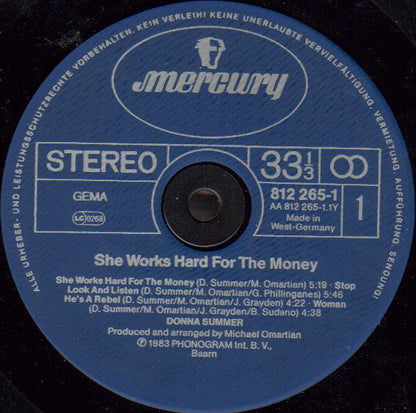 ALLE URHEBER- UND LEISTUNGSSCHUTZRECHTE VORBEHALTEN. KEIN VERLEIH! KEINE UNERLAUBTE VERVIELFÄLTIGUNG, VERMIETUNG, AUFFÜHRUNG, SENDUNG!
mercury
STEREO
33 1/3
GEMA
LC 0268
812 265-1
AA 812 265-1.1Y
Made in
West-Germany
1
She Works Hard For The Money
She Works Hard For The Money (D. Summer/M. Omartian) 5:19 · Stop
Look And Listen (D. Summer/M. Omartian/G. Phillinganes) 5:46
He's A Rebel (D. Summer/M. Omartian/J. Grayden) 4:22 · Woman
(D. Summer/M. Omartian/J. Grayden/B. Sudano) 4:38
DONNA SUMMER
Produced and arranged by Michael Omartian
℗ 1983 PHONOGRAM Int. B. V.,
Baarn